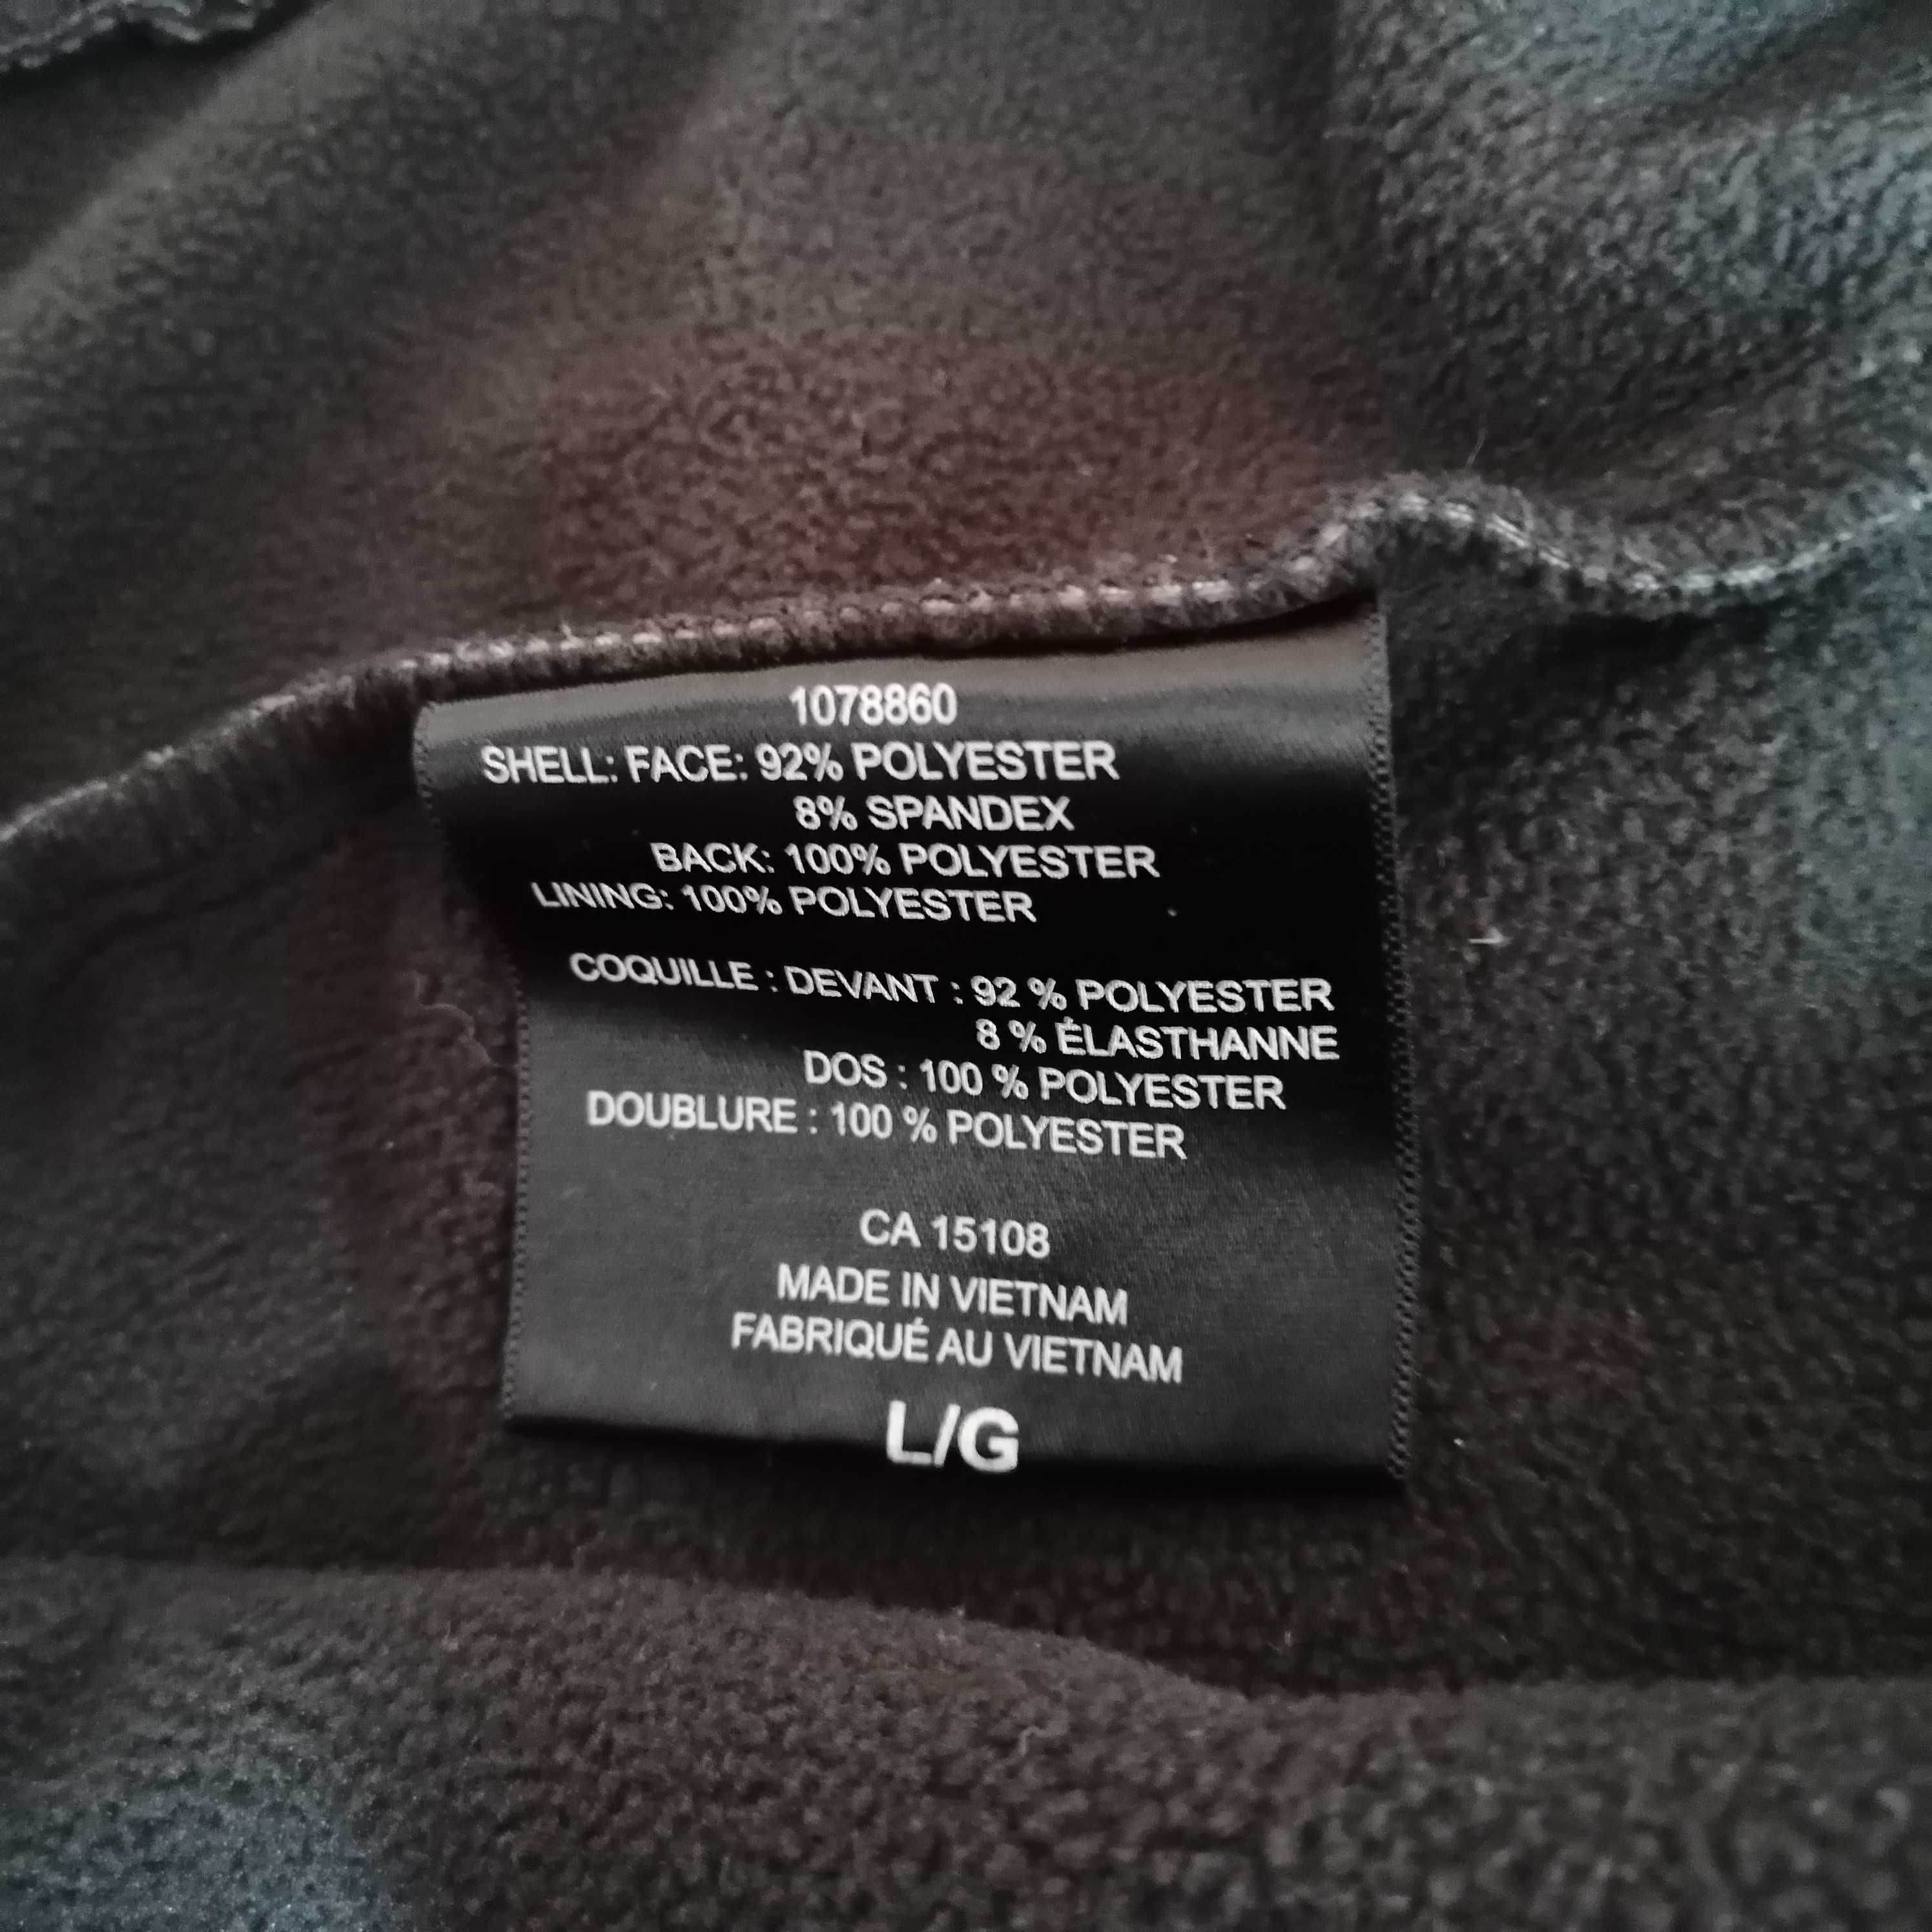 1078860
SHELL: FACE: 92% POLYESTER
8% SPANDEX
BACK: 100% POLYESTER
LINING: 100% POLYESTER
COQUILLE : DEVANT : 92 % POLYESTER
8 % ÉLASTHANNE
DOS : 100 % POLYESTER
DOUBLURE : 100 % POLYESTER
CA 15108
MADE IN VIETNAM
FABRIQUÉ AU VIETNAM
L/G